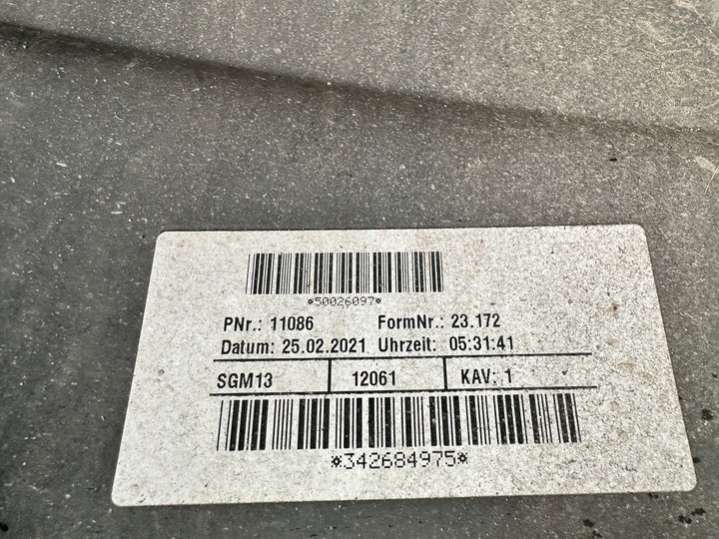 *50026097*
PNr.: 11086 FormNr.: 23.172
Datum: 25.02.2021 Uhrzeit: 05:31:41
SGM13 12061 KAV: 1
*342684975*